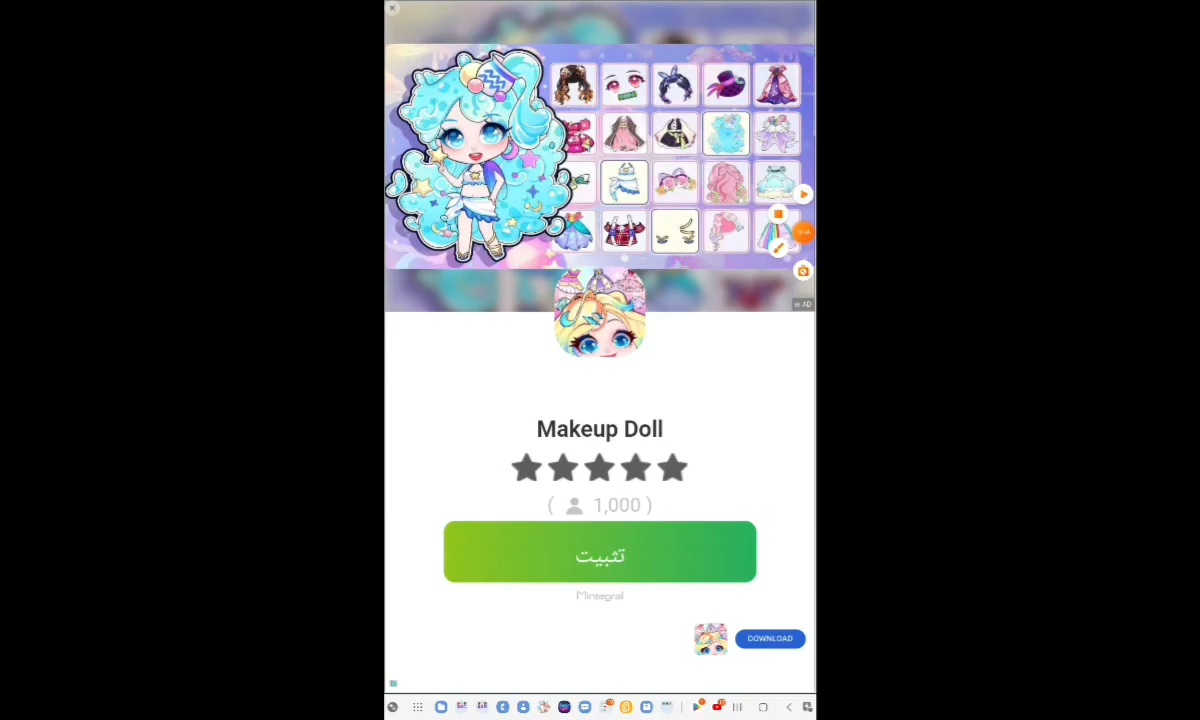 AD
Makeup Doll
( 1,000 )
تثبيت
Mintegral
DOWNLOAD